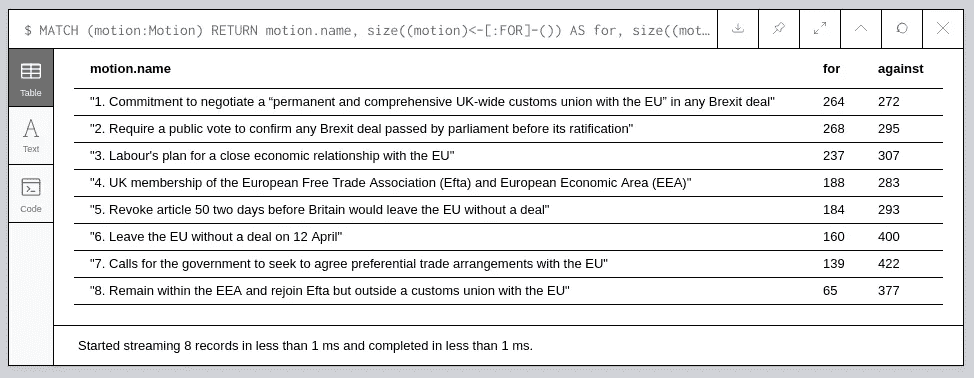 $ MATCH (motion:Motion) RETURN motion.name, size((motion)<-[:FOR]-()) AS for, size((mot…
Table
Text
Code
motion.name for against
"1. Commitment to negotiate a “permanent and comprehensive UK-wide customs union with the EU” in any Brexit deal" 264 272
"2. Require a public vote to confirm any Brexit deal passed by parliament before its ratification" 268 295
"3. Labour's plan for a close economic relationship with the EU" 237 307
"4. UK membership of the European Free Trade Association (Efta) and European Economic Area (EEA)" 188 283
"5. Revoke article 50 two days before Britain would leave the EU without a deal" 184 293
"6. Leave the EU without a deal on 12 April" 160 400
"7. Calls for the government to seek to agree preferential trade arrangements with the EU" 139 422
"8. Remain within the EEA and rejoin Efta but outside a customs union with the EU" 65 377
Started streaming 8 records in less than 1 ms and completed in less than 1 ms.